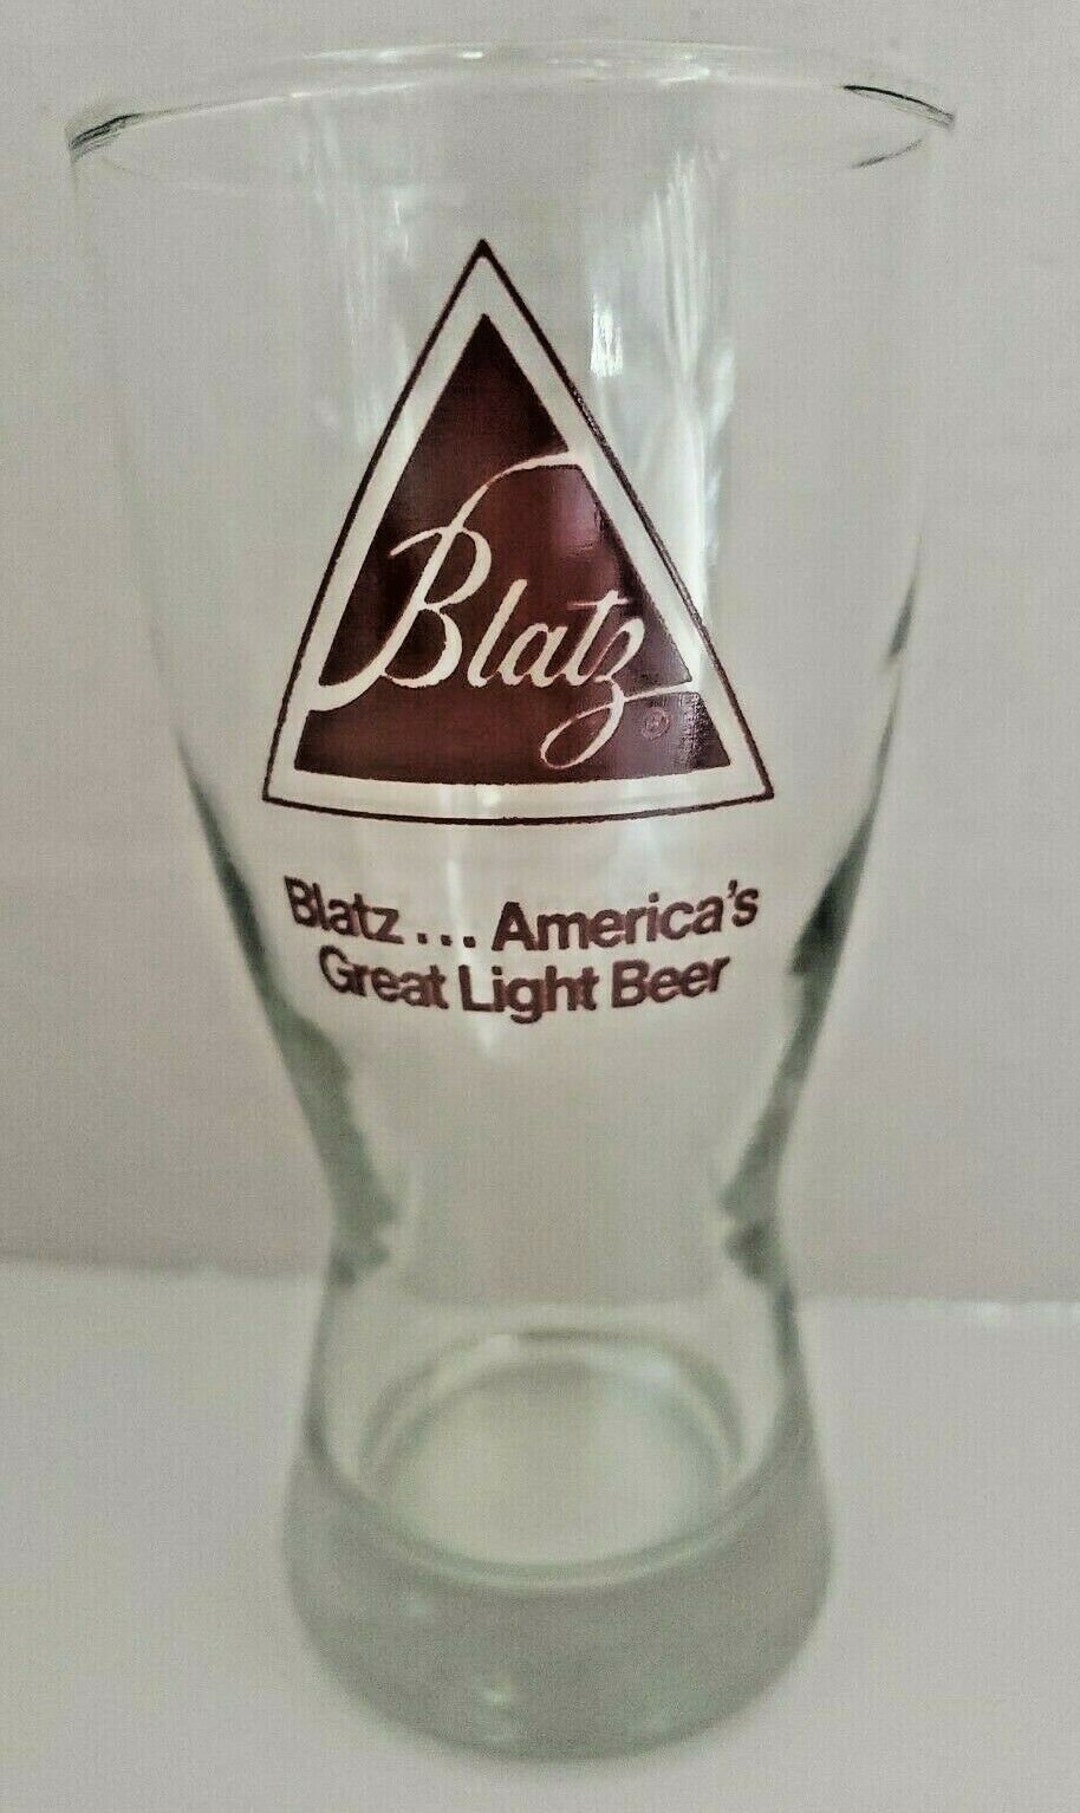 Blatz
®
Blatz... America's
Great Light Beer